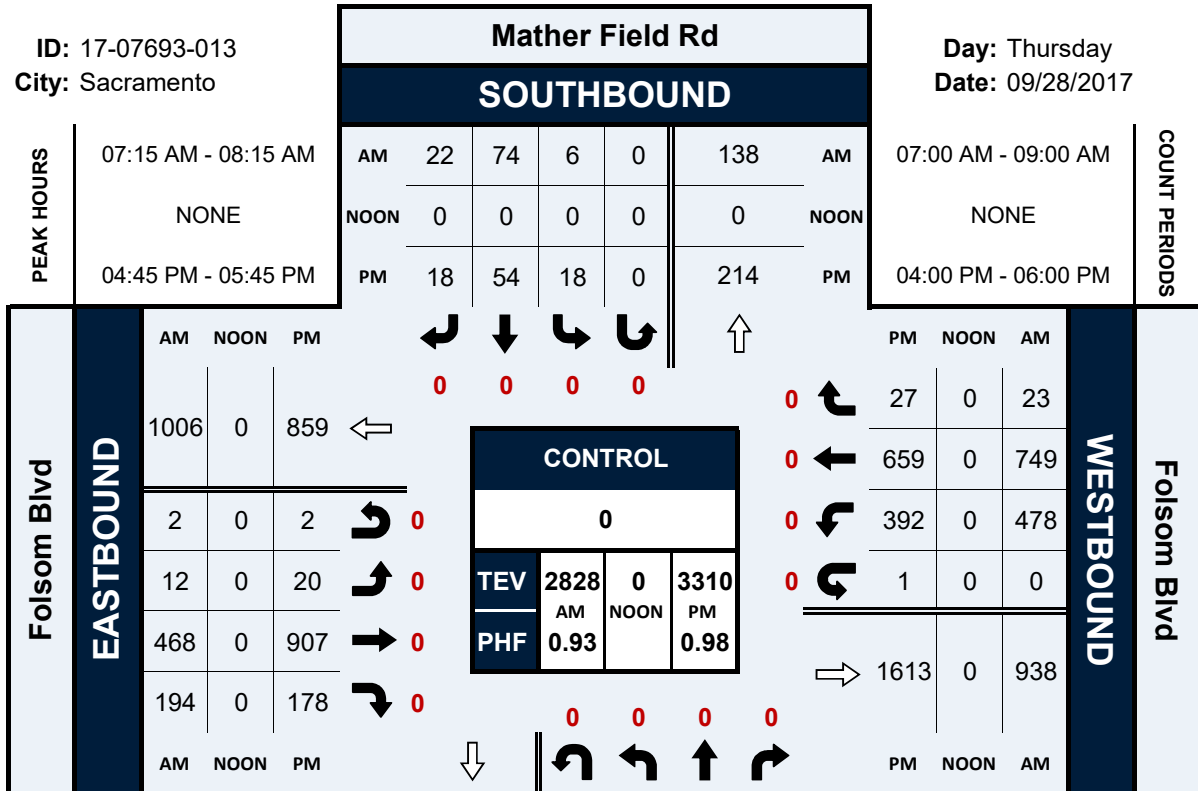 Mather Field Rd
ID: 17-07693-013
Day: Thursday
City: Sacramento
Date: 09/28/2017
SOUTHBOUND
PEAK HOURS
07:15 AM - 08:15 AM
AM 22 74 6 0 138 AM
07:00 AM - 09:00 AM
COUNT PERIODS
NONE
NOON 0 0 0 0 0 NOON
NONE
04:45 PM - 05:45 PM
PM 18 54 18 0 214 PM
04:00 PM - 06:00 PM
AM NOON PM
PM NOON AM
0 0 0 0
0 27 0 23
1006 0 859
CONTROL
0 659 0 749
Folsom Blvd
EASTBOUND
WESTBOUND
Folsom Blvd
2 0 2 0
0
0 392 0 478
12 0 20 0
TEV 2828 0 3310
0 1 0 0
AM NOON PM
468 0 907 0
PHF 0.93 0.98
1613 0 938
194 0 178 0
0 0 0 0
AM NOON PM
PM NOON AM